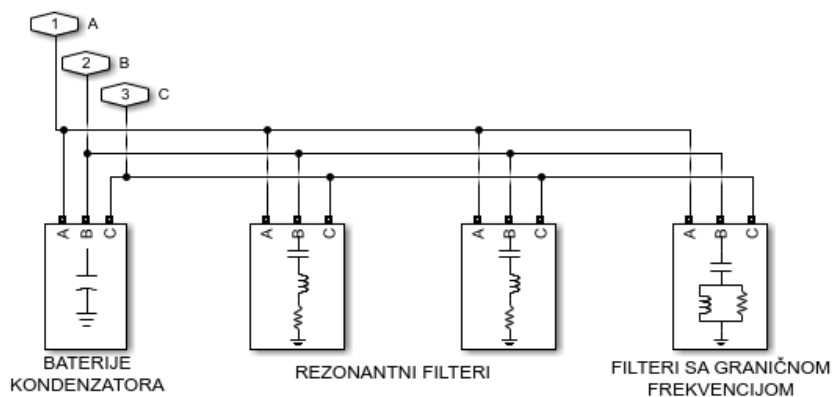 1 A
2 B
3 C
A B C
A B C
A B C
A B C
BATERIJE
KONDENZATORA
REZONANTNI FILTERI
FILTERI SA GRANIČNOM
FREKVENCIJOM